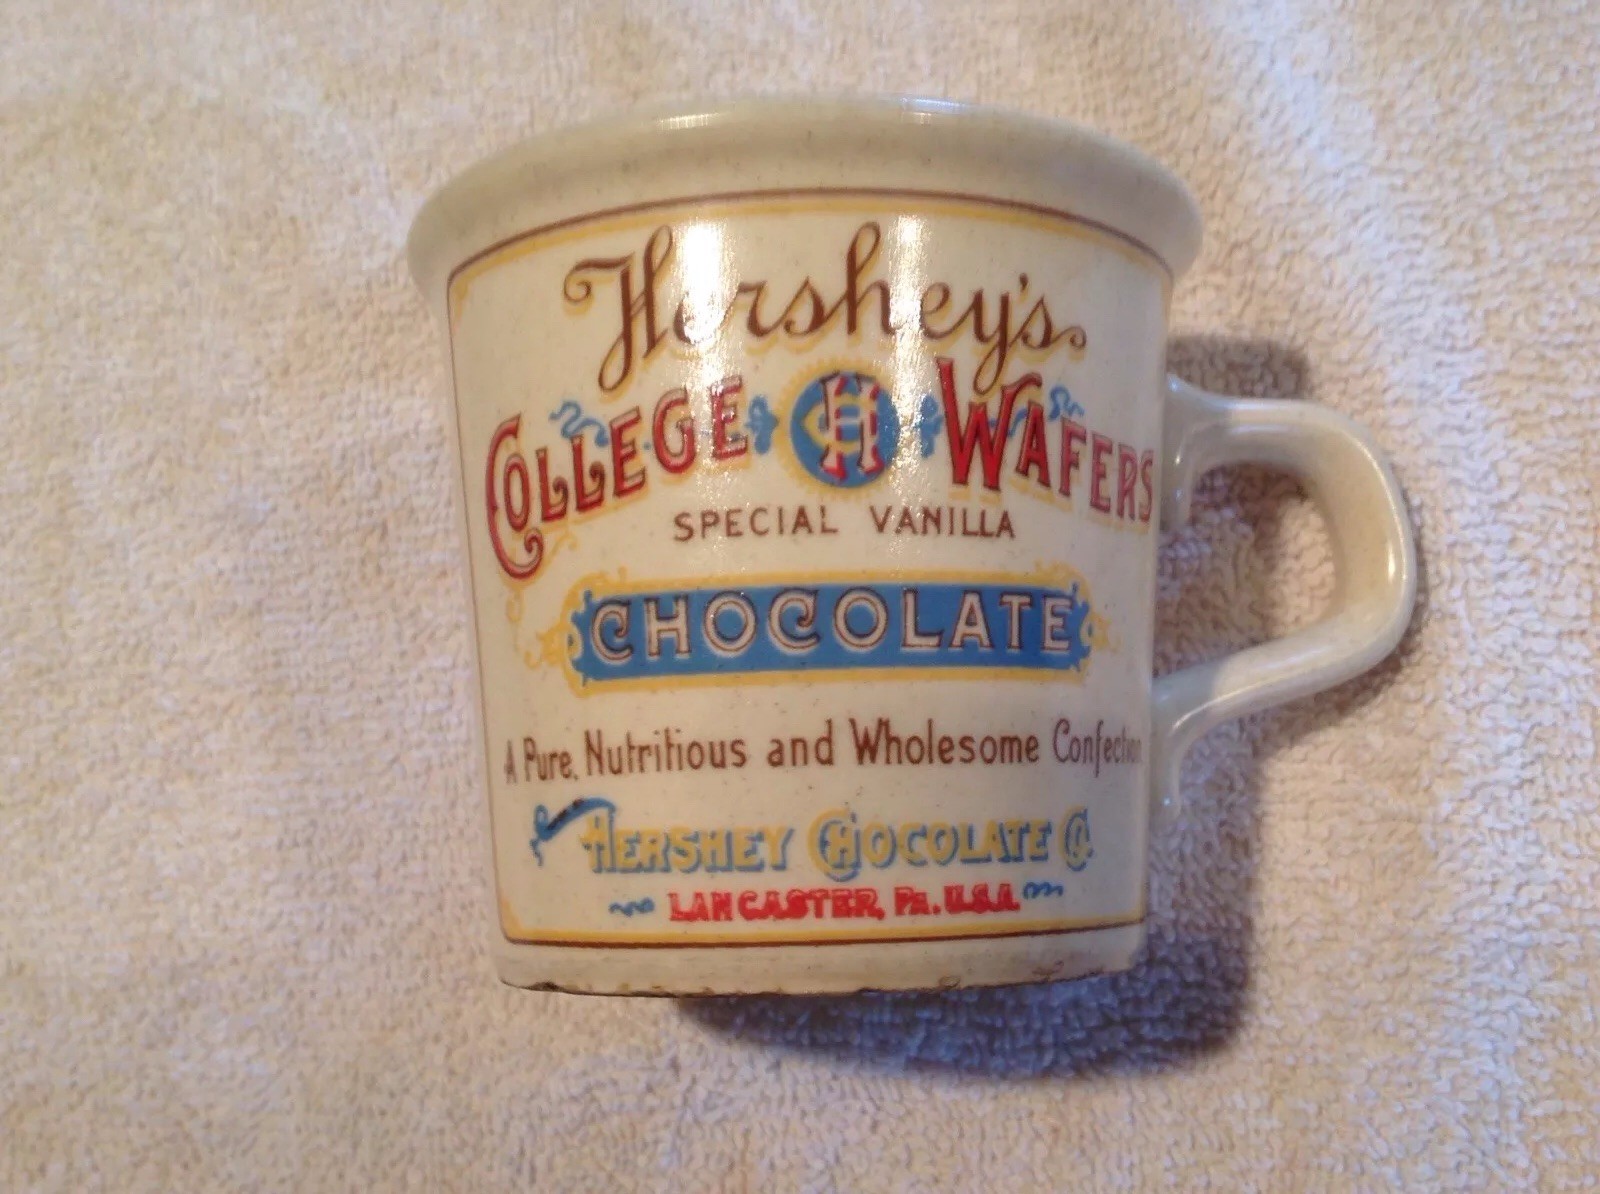 Hershey's
COLLEGE H WAFERS
SPECIAL VANILLA
CHOCOLATE
A Pure, Nutritious and Wholesome Confection
HERSHEY CHOCOLATE Co.
LANCASTER, PA. U.S.A.